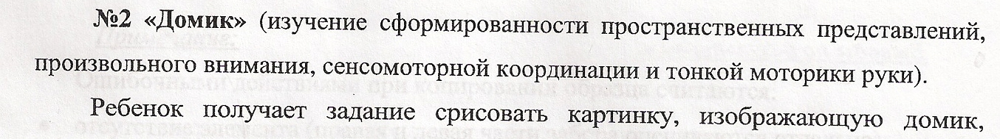 №2 «Домик» (изучение сформированности пространственных представлений,
произвольного внимания, сенсомоторной координации и тонкой моторики руки).
Ребенок получает задание срисовать картинку, изображающую домик,